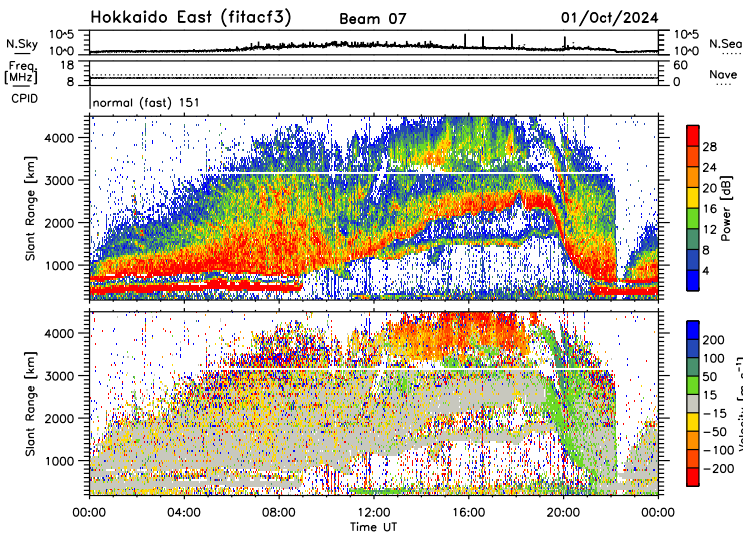 Hokkaido East (fitacf3) Beam 07 01/Oct/2024
N.Sky 10^5 10^0 10^5 10^0 N.Sea
Freq. [MHz] 18 8 60 0 Nave
CPID normal (fast) 151
Slant Range [km] 4000 3000 2000 1000
28 24 20 16 12 8 4 Power [dB]
Slant Range [km] 4000 3000 2000 1000
200 100 50 15 -15 -50 -100 -200 Velocity [m s^-1]
00:00 04:00 08:00 12:00 16:00 20:00 00:00
Time UT